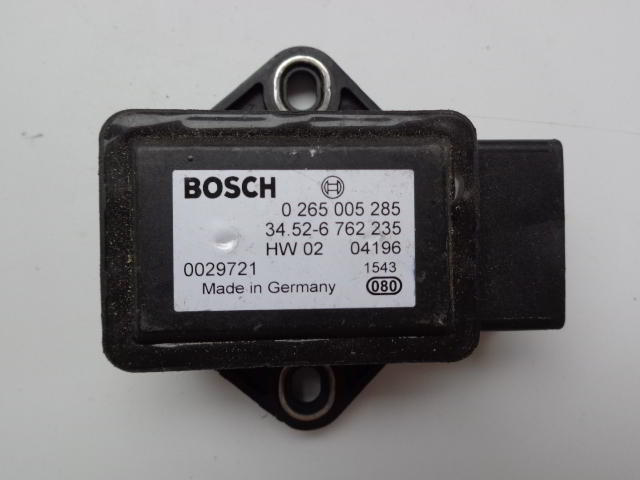 BOSCH
0 265 005 285
34.52-6 762 235
HW 02 04196
0029721 1543
Made in Germany 080